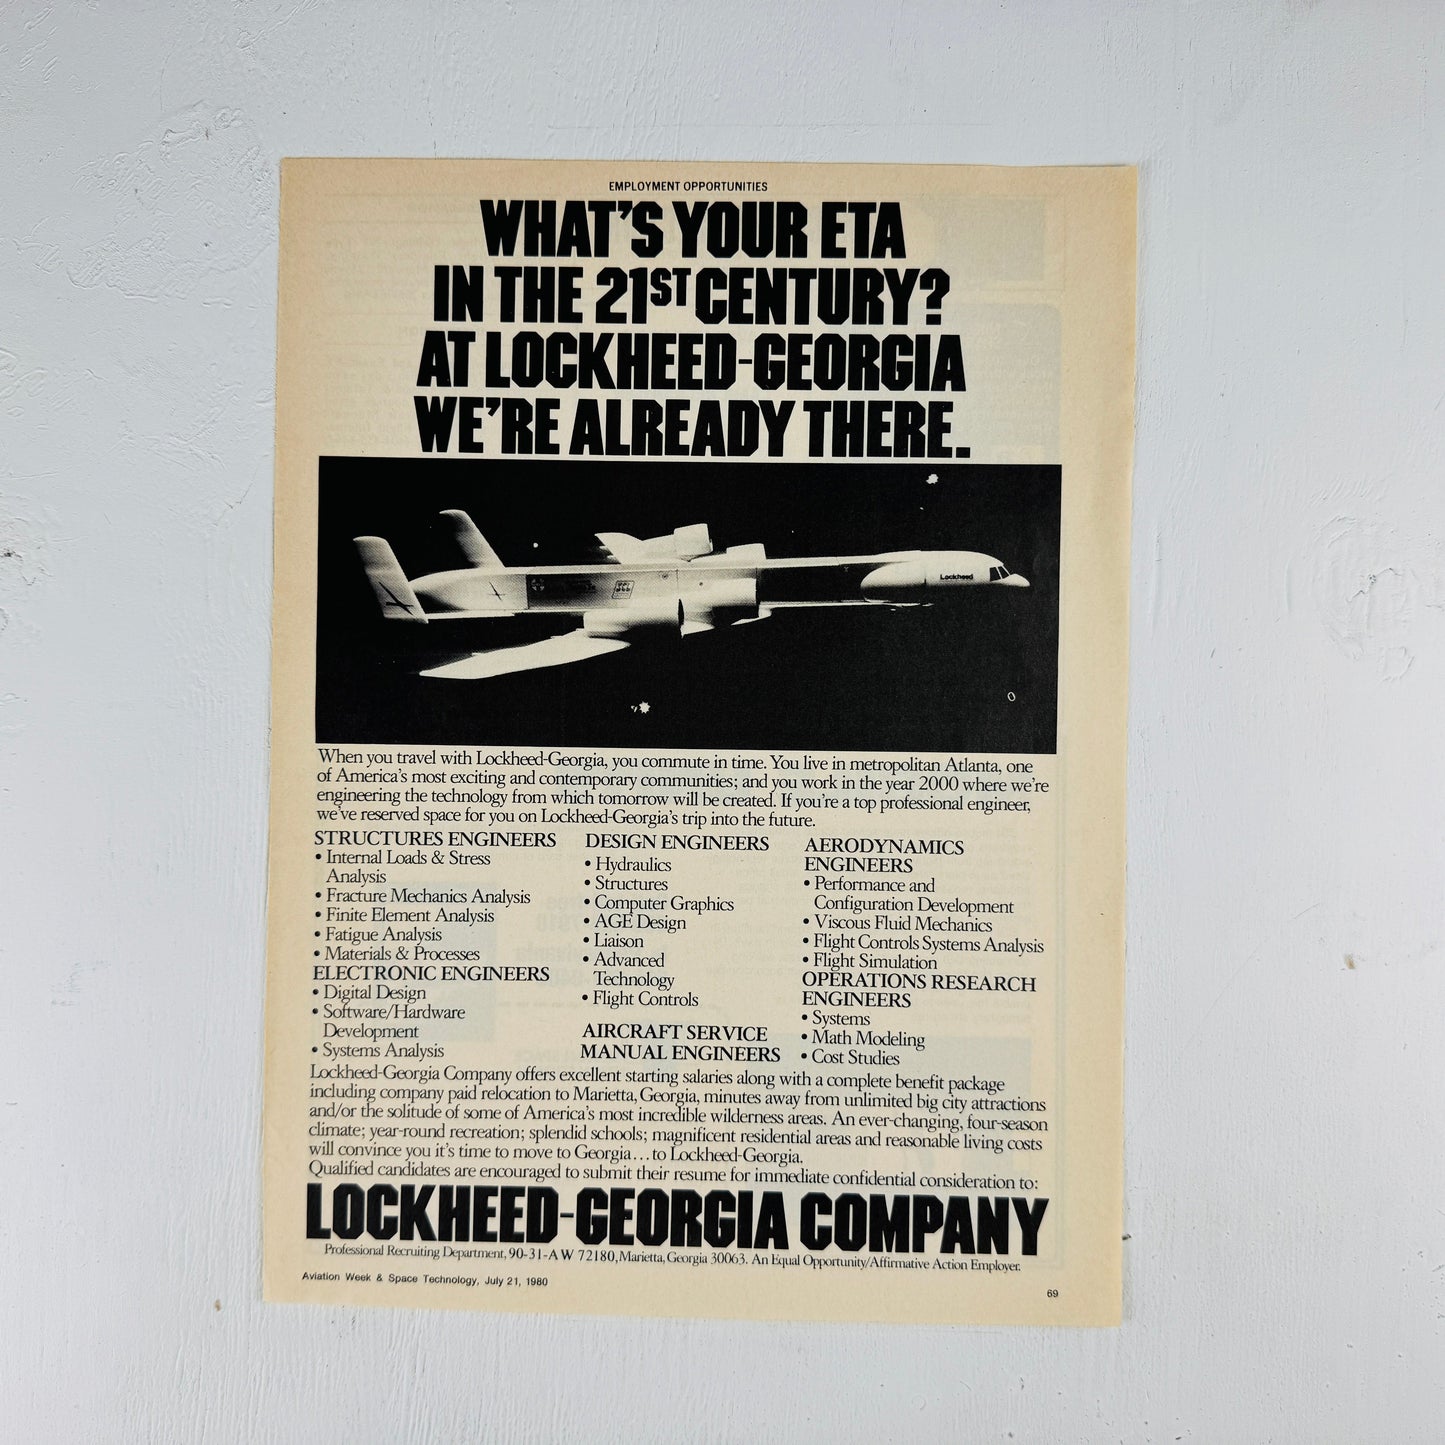 EMPLOYMENT OPPORTUNITIES
WHAT'S YOUR ETA
IN THE 21ST CENTURY?
AT LOCKHEED-GEORGIA
WE'RE ALREADY THERE.
Lockheed
When you travel with Lockheed-Georgia, you commute in time. You live in metropolitan Atlanta, one
of America's most exciting and contemporary communities; and you work in the year 2000 where we're
engineering the technology from which tomorrow will be created. If you're a top professional engineer,
we've reserved space for you on Lockheed-Georgia's trip into the future.
STRUCTURES ENGINEERS
• Internal Loads & Stress
Analysis
• Fracture Mechanics Analysis
• Finite Element Analysis
• Fatigue Analysis
• Materials & Processes
ELECTRONIC ENGINEERS
• Digital Design
• Software/Hardware
Development
• Systems Analysis
DESIGN ENGINEERS
• Hydraulics
• Structures
• Computer Graphics
• AGE Design
• Liaison
• Advanced
Technology
• Flight Controls
AIRCRAFT SERVICE
MANUAL ENGINEERS
AERODYNAMICS
ENGINEERS
• Performance and
Configuration Development
• Viscous Fluid Mechanics
• Flight Controls Systems Analysis
• Flight Simulation
OPERATIONS RESEARCH
ENGINEERS
• Systems
• Math Modeling
• Cost Studies
Lockheed-Georgia Company offers excellent starting salaries along with a complete benefit package
including company paid relocation to Marietta, Georgia, minutes away from unlimited big city attractions
and/or the solitude of some of America's most incredible wilderness areas. An ever-changing, four-season
climate; year-round recreation; splendid schools; magnificent residential areas and reasonable living costs
will convince you it's time to move to Georgia...to Lockheed-Georgia.
Qualified candidates are encouraged to submit their resume for immediate confidential consideration to:
LOCKHEED-GEORGIA COMPANY
Professional Recruiting Department, 90-31-AW 72180, Marietta, Georgia 30063. An Equal Opportunity/Affirmative Action Employer.
Aviation Week & Space Technology, July 21, 1980
69